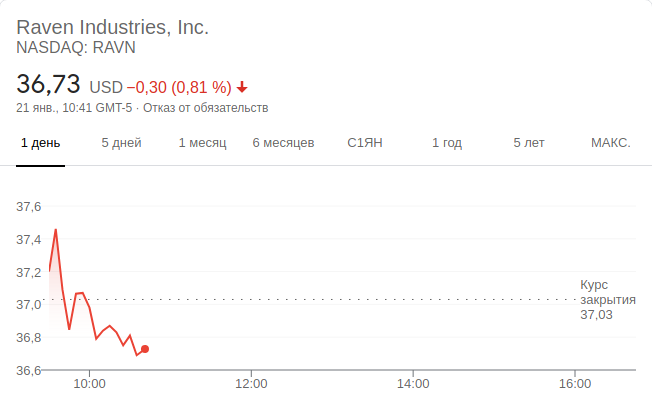 Raven Industries, Inc.
NASDAQ: RAVN
36,73 USD −0,30 (0,81 %)
21 янв., 10:41 GMT-5 · Отказ от обязательств
1 день 5 дней 1 месяц 6 месяцев С1ЯН 1 год 5 лет МАКС.
37,6
37,4
37,2
37,0
36,8
36,6
Курс
закрытия
37,03
10:00 12:00 14:00 16:00